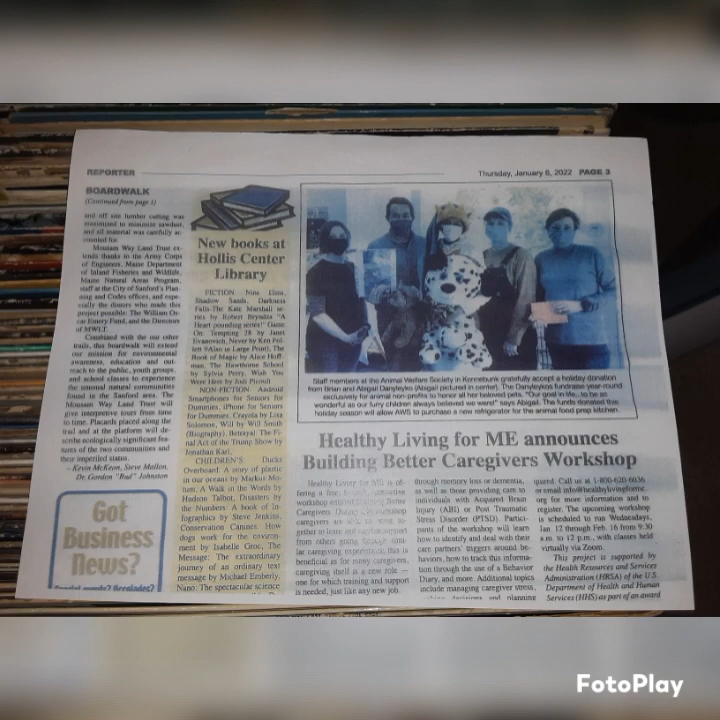 REPORTER
Thursday, January 6, 2022 PAGE 3
BOARDWALK
(Continued from page 1)
and off site lumber cutting was
maximized to minimize sawdust,
and all material was carefully ac-
counted for.
Mousam Way Land Trust ex-
tends thanks to the Army Corps
of Engineers, Maine Department
of Inland Fisheries and Wildlife,
Maine Natural Areas Program,
staff at the City of Sanford's Plan-
ning and Codes offices, and espe-
cially the donors who made this
project possible: The William Or-
Emery Fund, and the Directors
of MWLT.
Combined with the our other
trails, this boardwalk will extend
our mission for environmental
awareness, education and out-
reach to the public, youth groups,
and school classes to experience
the unusual natural communities
found in the Sanford area. The
Mousam Way Land Trust will
give interpretive tours from time
to time. Placards placed along the
trail and at the platform will de-
scribe ecologically significant fea-
tures of the two communities and
their imperiled status.
– Kevin McKeon, Steve Mallon,
Dr. Gordon "Bud" Johnston
Got
Business
News?
New books at
Hollis Center
Library
FICTION Nine Elms,
Shadow Sands, Darkness
Falls-The Kate Marshall se-
ries by Robert Bryndza "A
Heart pounding series!" Game
On: Tempting 28 by Janet
Evanovich, Never by Ken Fol-
lett (Also in Large Print), The
Book of Magic by Alice Hoff-
man, The Hawthorne School
by Sylvia Perry, Wish You
Were Here by Jodi Picoult
NON-FICTION Android
Smartphones for Seniors for
Dummies, iPhone for Seniors
for Dummies, Crayola by Lisa
Solomon, Will by Will Smith
(Biography), Betrayal: The Fi-
nal Act of the Trump Show by
Jonathan Karl,
CHILDREN'S: Ducks
Overboard: A story of plastic
in our oceans by Markus Mo-
tum, A Walk in the Words by
Hudson Talbot, Disasters by
the Numbers: A book of In-
fographics by Steve Jenkins,
Conservation Canines: How
dogs work for the environ-
ment by Isabelle Groc, The
Message: The extraordinary
journey of an ordinary text
message by Michael Emberly,
Nano: The spectacular science
Staff members at the Animal Welfare Society in Kennebunk gratefully accept a holiday donation
from Brian and Abigail Danyleyko (Abigail pictured in center). The Danyleykos fundraise year-round
exclusively for animal non-profits to honor all her beloved pets. "Our goal in life...to be as
wonderful as our furry children always believed we were!" says Abigail. The funds donated this
holiday season will allow AWS to purchase a new refrigerator for the animal food prep kitchen.
Healthy Living for ME announces
Building Better Caregivers Workshop
Healthy Living for ME is of-
fering a free
workshop Better
Caregivers
caregivers
gether to learn and support
from others going through simi-
lar caregiving experiences; this is
beneficial as for many caregivers,
caregiving itself is a new role —
one for which training and support
is needed, just like any new job.
through memory loss or dementia,
as well as those providing care to
individuals with Acquired Brain
Injury (ABI) or Post Traumatic
Stress Disorder (PTSD). Partici-
pants of the workshop will learn
how to identify and deal with their
care partners' triggers around be-
haviors, how to track this informa-
tion through the use of a Behavior
Diary, and more. Additional topics
include managing caregiver stress,
making decisions and planning
quired. Call us at 1-800-620-6036
or email info@healthylivingforme.
org for more information and to
register. The upcoming workshop
is scheduled to run Wednesdays,
Jan. 12 through Feb. 16 from 9:30
a.m. to 12 p.m., with classes held
virtually via Zoom.
This project is supported by
the Health Resources and Services
Administration (HRSA) of the U.S.
Department of Health and Human
Services (HHS) as part of an award
FotoPlay